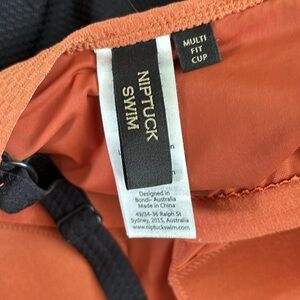 NIPTUCK
SWIM
MULTI
FIT
CUP
Designed in
Bondi- Australia
Made in China
49/34-36 Ralph St
Sydney, 2015, Australia
www.niptuckswim.com